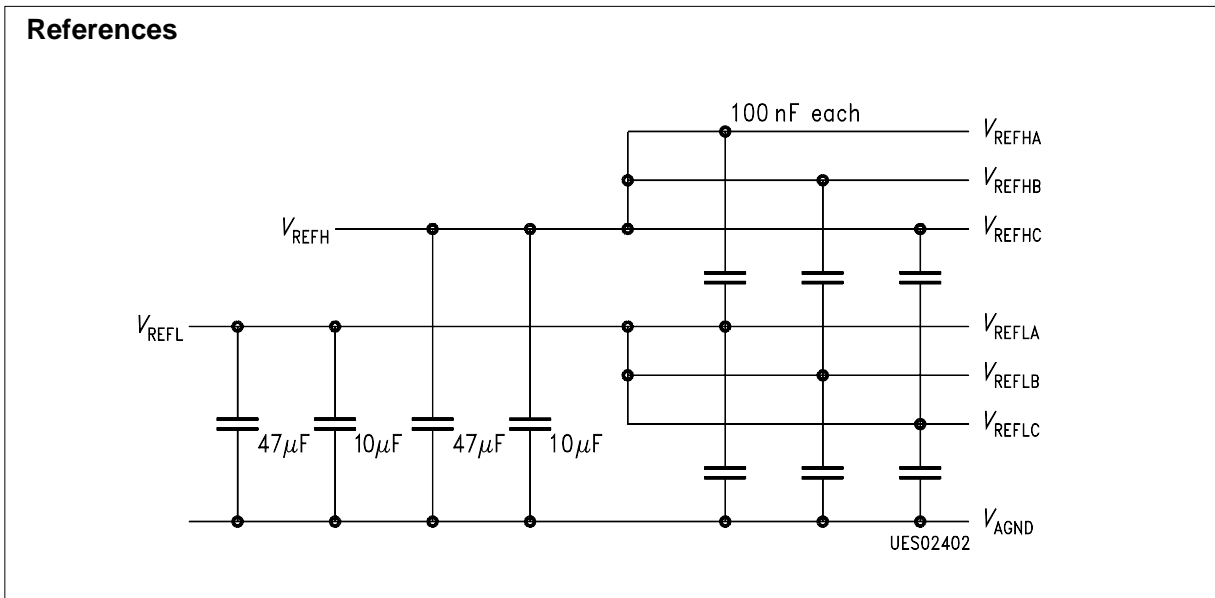 References
100 nF each
VREFHA
VREFHB
VREFH
VREFHC
VREFL
VREFLA
VREFLB
VREFLC
47µF
10µF
47µF
10µF
VAGND
UES02402